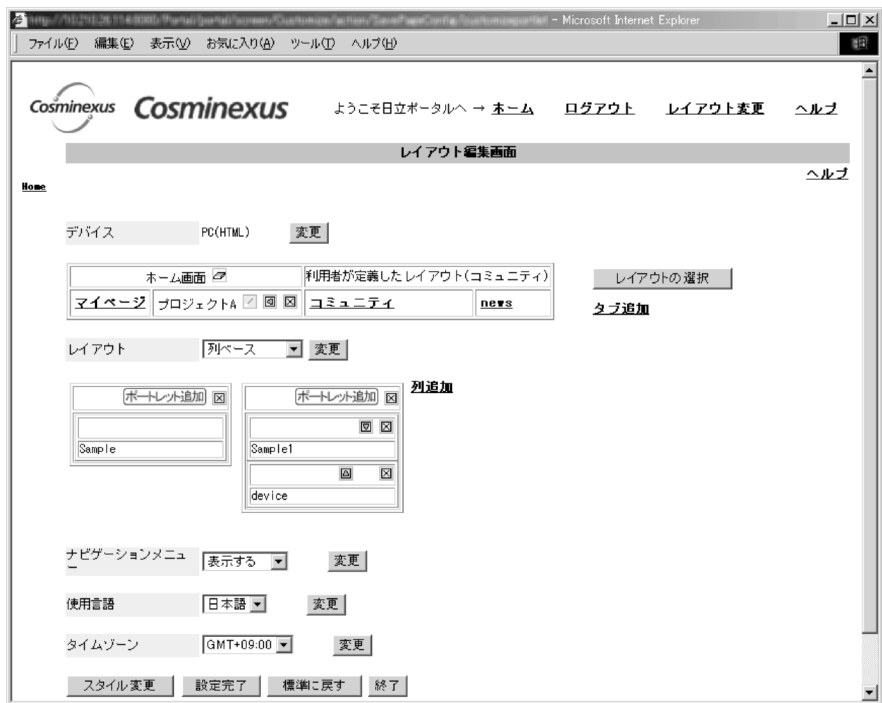 - Microsoft Internet Explorer
ファイル(F) 編集(E) 表示(V) お気に入り(A) ツール(T) ヘルプ(H)
Cosminexus Cosminexus ようこそ日立ポータルへ → ホーム ログアウト レイアウト変更 ヘルプ
レイアウト編集画面
ヘルプ
Home
デバイス PC(HTML) 変更
ホーム画面 利用者が定義したレイアウト(コミュニティ) レイアウトの選択
マイページ プロジェクトA コミュニティ news タブ追加
レイアウト 列ベース 変更
ポートレット追加 ポートレット追加 列追加
Sample Sample1
device
ナビゲーションメニュ
ー 表示する 変更
使用言語 日本語 変更
タイムゾーン GMT+09:00 変更
スタイル変更 設定完了 標準に戻す 終了